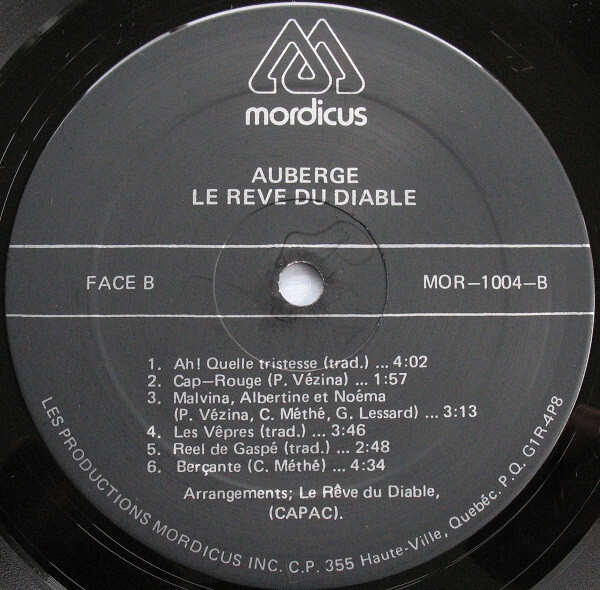 mordicus
AUBERGE
LE REVE DU DIABLE
FACE B
MOR–1004–B
1. Ah! Quelle tristesse (trad.) ... 4:02
2. Cap–Rouge (P. Vézina) ... 1:57
3. Malvina, Albertine et Noéma
(P. Vézina, C. Méthé, G. Lessard) ... 3:13
4. Les Vêpres (trad.) ... 3:46
5. Reel de Gaspé (trad.) ... 2:48
6. Berçante (C. Méthé) ... 4:34
Arrangements; Le Rêve du Diable,
(CAPAC).
LES PRODUCTIONS MORDICUS INC. C.P. 355 Haute-Ville, Québec. P.Q. G1R-4P8